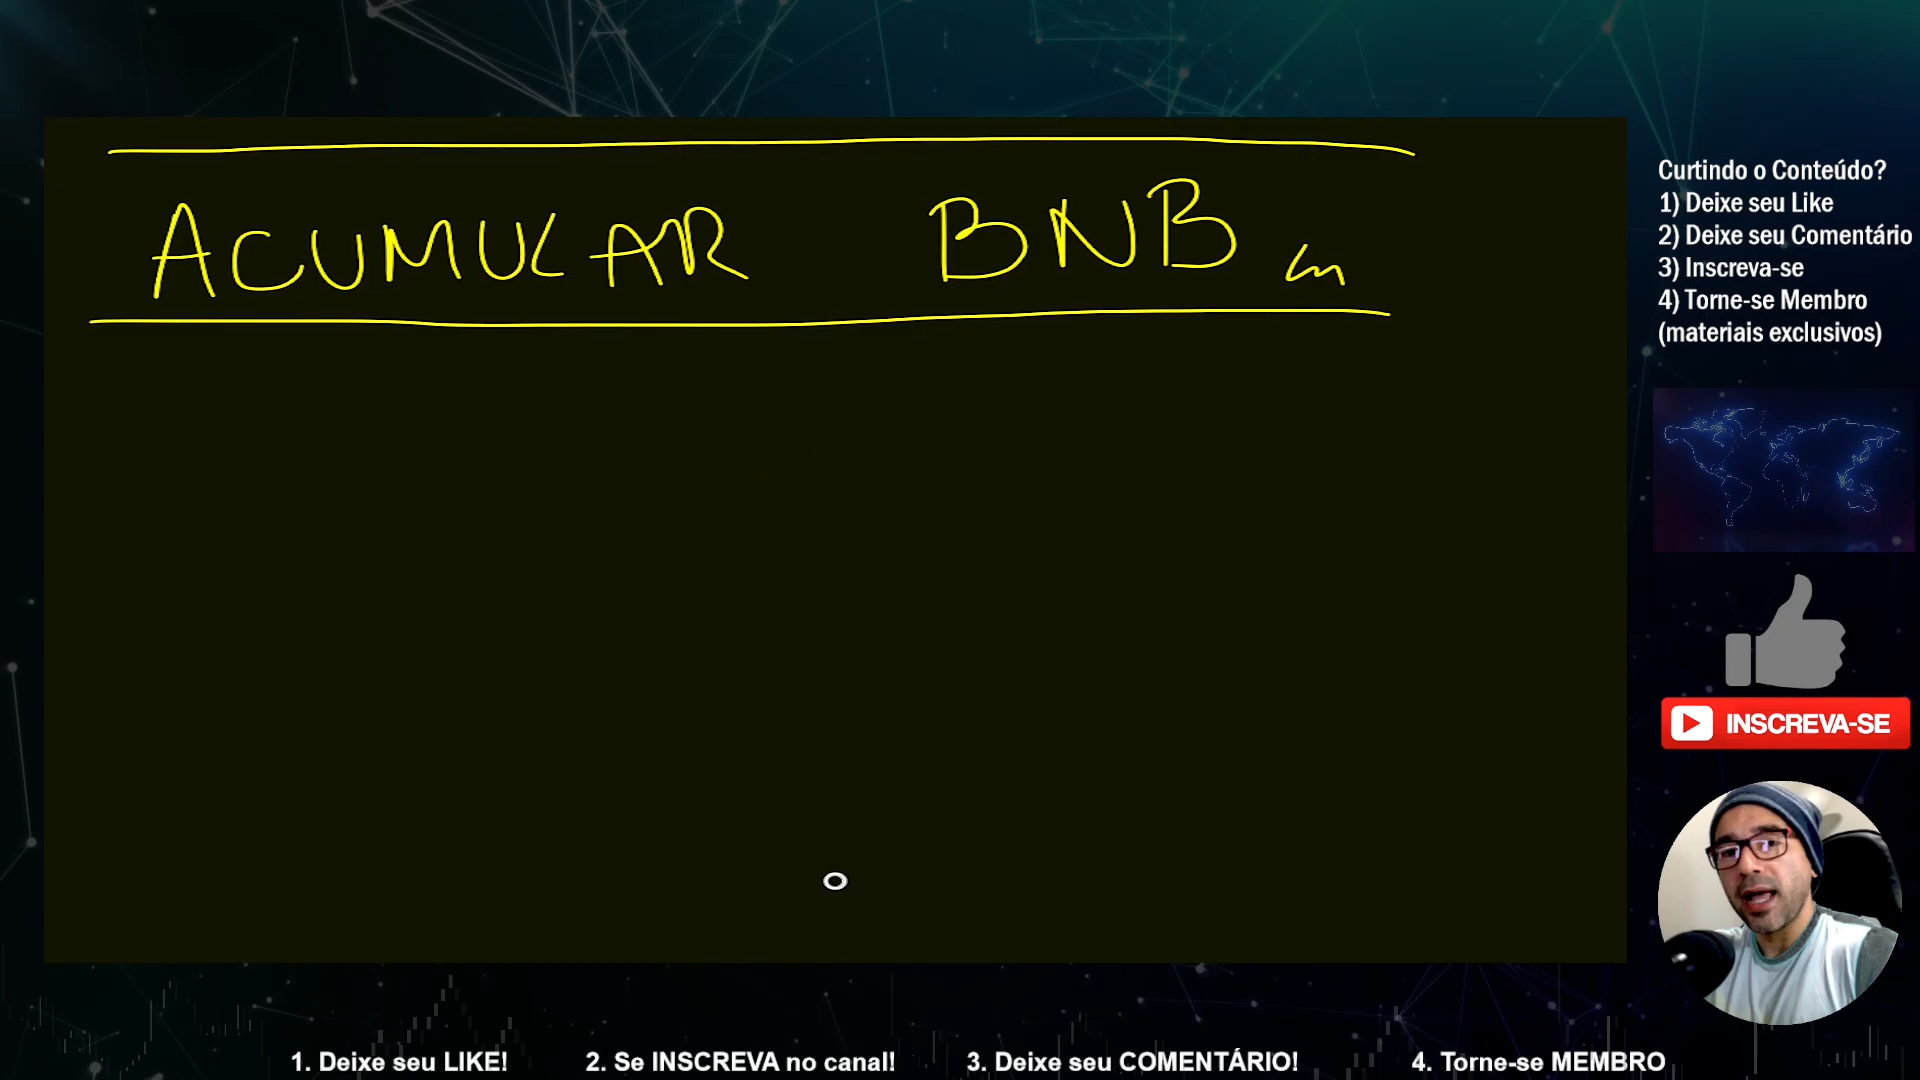 ACUMULAR BNB
Curtindo o Conteúdo?
1) Deixe seu Like
2) Deixe seu Comentário
3) Inscreva-se
4) Torne-se Membro
(materiais exclusivos)
INSCREVA-SE
1. Deixe seu LIKE! 2. Se INSCREVA no canal! 3. Deixe seu COMENTÁRIO! 4. Torne-se MEMBRO